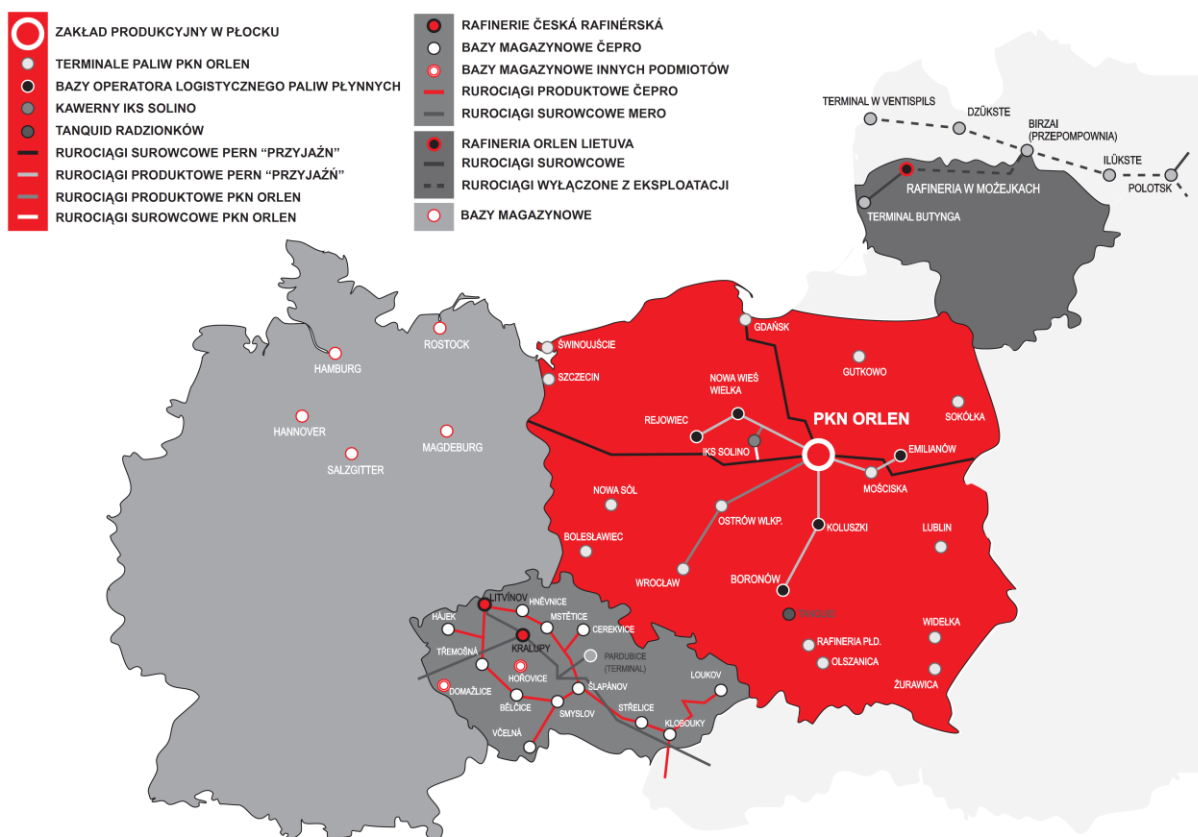 ZAKŁAD PRODUKCYJNY W PŁOCKU
TERMINALE PALIW PKN ORLEN
BAZY OPERATORA LOGISTYCZNEGO PALIW PŁYNNYCH
KAWERNY IKS SOLINO
TANQUID RADZIONKÓW
RUROCIĄGI SUROWCOWE PERN “PRZYJAŹN”
RUROCIĄGI PRODUKTOWE PERN “PRZYJAŹŃ”
RUROCIĄGI PRODUKTOWE PKN ORLEN
RUROCIĄGI SUROWCOWE PKN ORLEN
RAFINERIE ČESKÁ RAFINÉRSKÁ
BAZY MAGAZYNOWE ČEPRO
BAZY MAGAZYNOWE INNYCH PODMIOTÓW
RUROCIĄGI PRODUKTOWE ČEPRO
RUROCIĄGI SUROWCOWE MERO
RAFINERIA ORLEN LIETUVA
RUROCIĄGI SUROWCOWE
RUROCIĄGI WYŁĄCZONE Z EKSPLOATACJI
BAZY MAGAZYNOWE
TERMINAL W VENTISPILS
DZŪKSTE
BIRZAI
(PRZEPOMPOWNIA)
ILŪKSTE
POLOTSK
RAFINERIA W MOŻEJKACH
TERMINAL BUTYNGA
ROSTOCK
HAMBURG
HANNOVER
MAGDEBURG
SALZGITTER
GDAŃSK
ŚWINOUJŚCIE
SZCZECIN
GUTKOWO
NOWA WIEŚ
WIELKA
SOKÓŁKA
REJOWIEC
PKN ORLEN
IKS SOLINO
EMILIANÓW
MOŚCISKA
NOWA SÓL
OSTRÓW WLKP.
KOLUSZKI
LUBLIN
BOLESŁAWIEC
WROCŁAW
BORONÓW
TANQUID
WIDEŁKA
RAFINERIA PŁD.
OLSZANICA
ŻURAWICA
LITVÍNOV
HNĚVNICE
HÁJEK
MSTĚTICE
CEREKVICE
KRALUPY
TŘEMOŠNÁ
PARDUBICE
(TERMINAL)
HOŘOVICE
LOUKOV
DOMAŽLICE
ŠLAPÁNOV
BĚLČICE
SMYSLOV
STŘELICE
KLOBOUKY
VČELNÁ